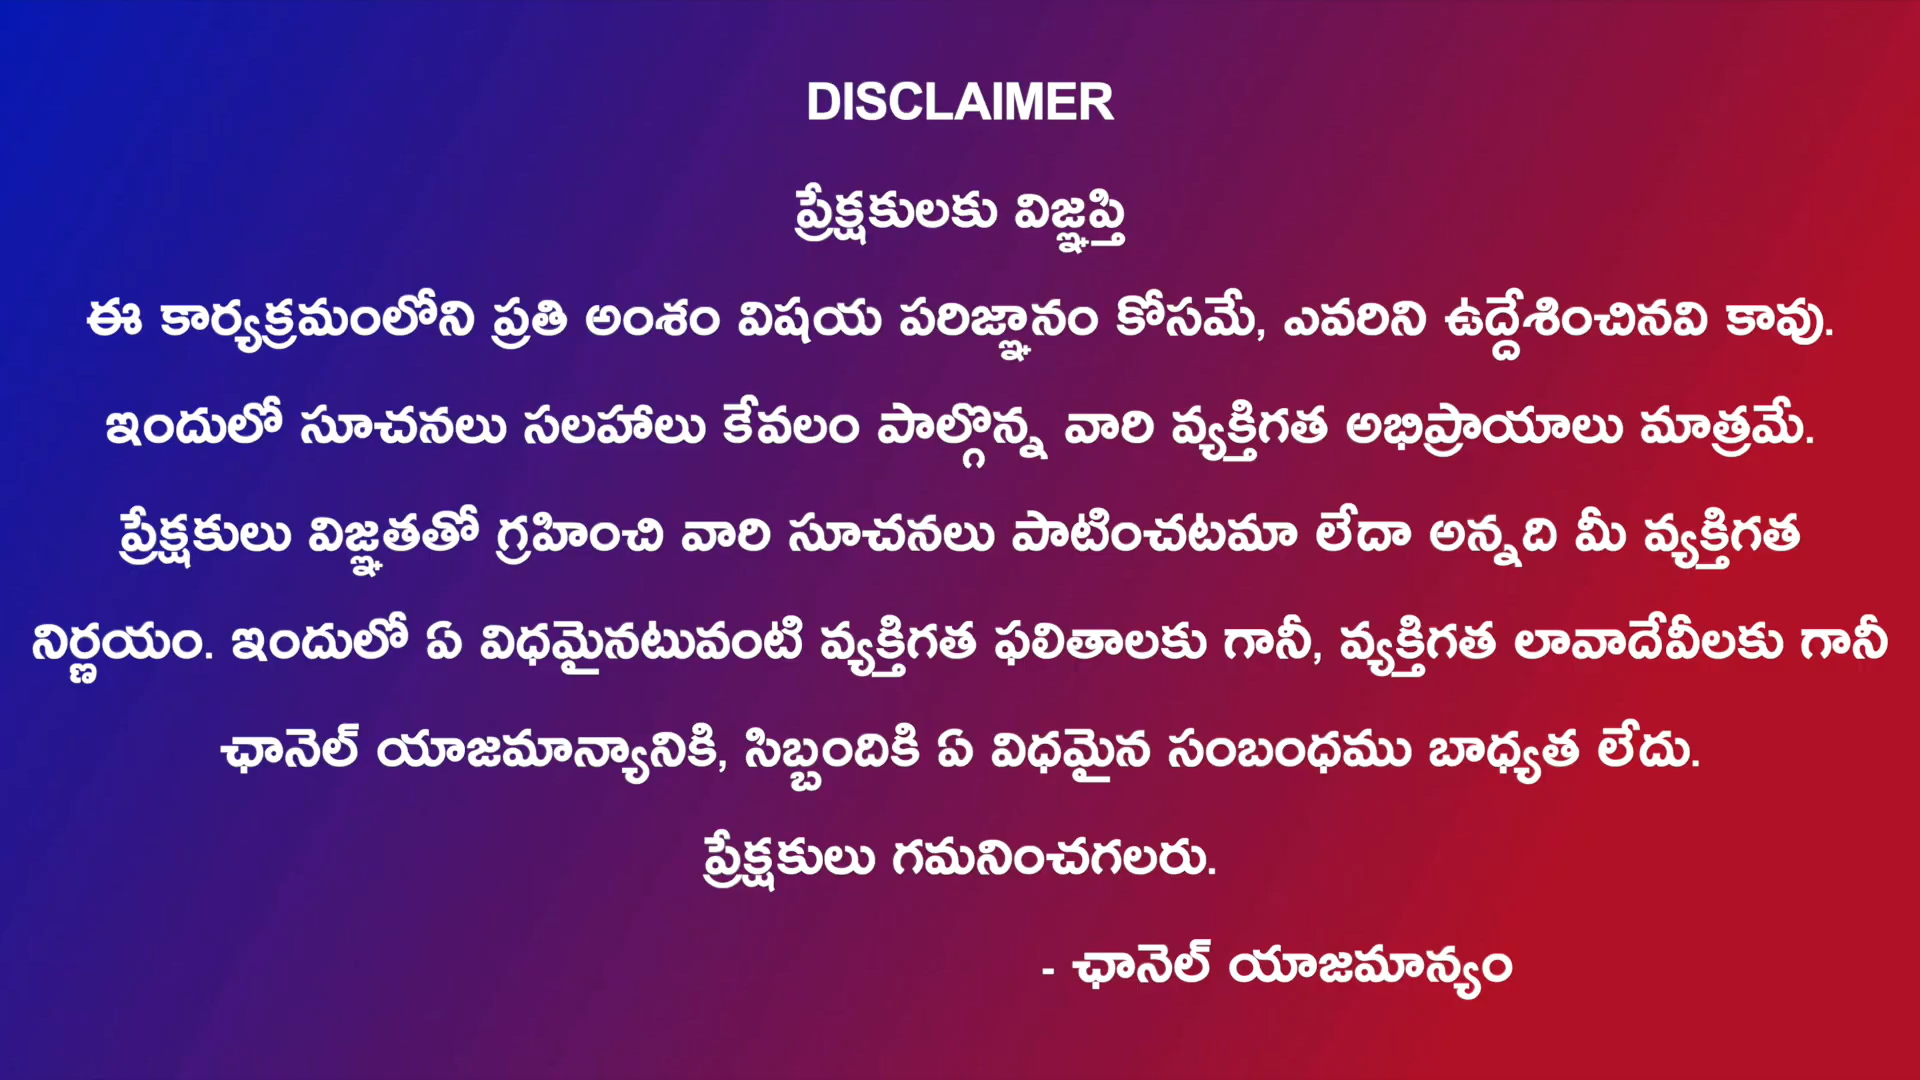 DISCLAIMER
ప్రేక్షకులకు విజ్ఞప్తి
ఈ కార్యక్రమంలోని ప్రతి అంశం విషయ పరిజ్ఞానం కోసమే, ఎవరిని ఉద్దేశించినవి కావు.
ఇందులో సూచనలు సలహాలు కేవలం పాల్గొన్న వారి వ్యక్తిగత అభిప్రాయాలు మాత్రమే.
ప్రేక్షకులు విజ్ఞతతో గ్రహించి వారి సూచనలు పాటించటమా లేదా అన్నది మీ వ్యక్తిగత
నిర్ణయం. ఇందులో ఏ విధమైనటువంటి వ్యక్తిగత ఫలితాలకు గానీ, వ్యక్తిగత లావాదేవీలకు గానీ
ఛానెల్ యాజమాన్యానికి, సిబ్బందికి ఏ విధమైన సంబంధము బాధ్యత లేదు.
ప్రేక్షకులు గమనించగలరు.
- ఛానెల్ యాజమాన్యం